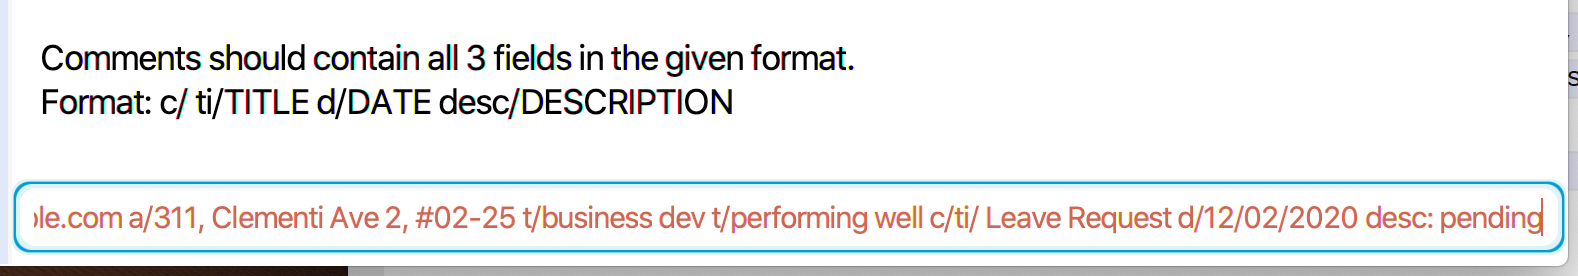 Comments should contain all 3 fields in the given format.
Format: c/ ti/TITLE d/DATE desc/DESCRIPTION
le.com a/311, Clementi Ave 2, #02-25 t/business dev t/performing well c/ti/ Leave Request d/12/02/2020 desc: pending